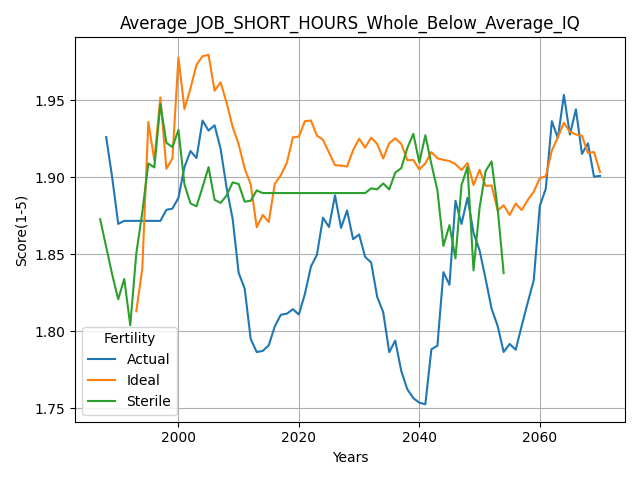 Average_JOB_SHORT_HOURS_Whole_Below_Average_IQ
Score(1-5)
1.95
1.90
1.85
1.80
1.75
Fertility
Actual
Ideal
Sterile
2000 2020 2040 2060
Years